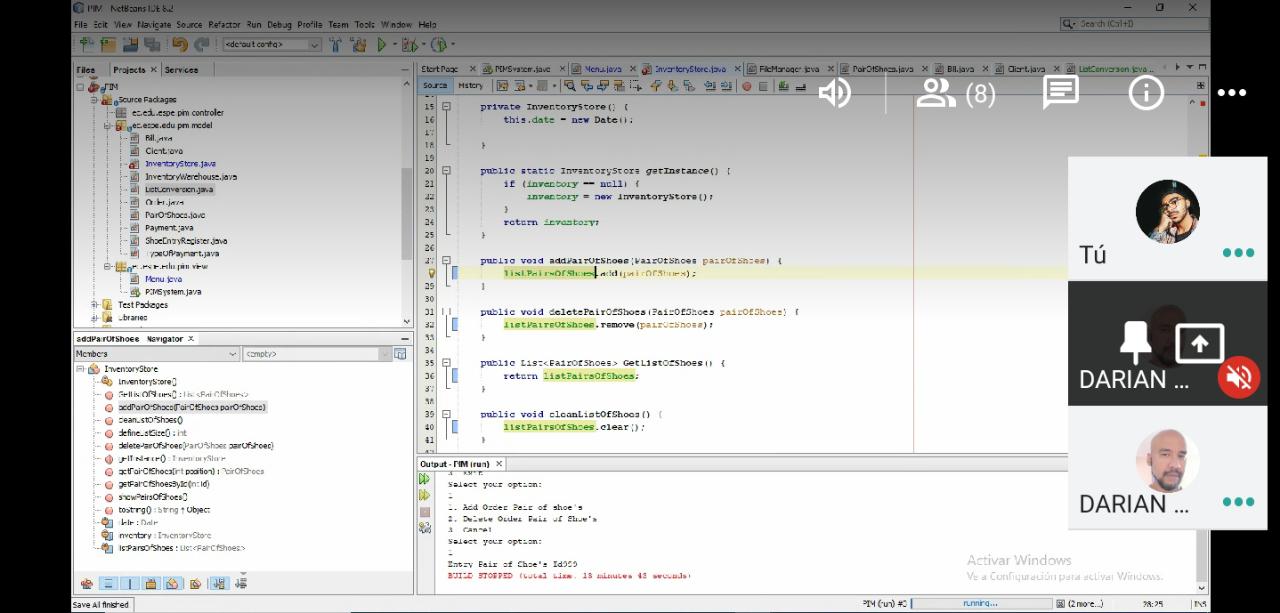 PIM - NetBeans IDE 8.2
File Edit View Navigate Source Refactor Run Debug Profile Team Tools Window Help
Search (Ctrl+I)
<default config>
Files Projects Services
PIM
Source Packages
ec.edu.espe.pim.controller
ec.espe.edu.pim.model
Bill.java
Client.java
InventoryStore.java
InventoryWarehouse.java
ListConversion.java
Order.java
PairOfShoes.java
Payment.java
ShoeEntryRegister.java
TypeOfPayment.java
ec.espe.edu.pim.view
Menu.java
PIMSystem.java
Test Packages
Libraries
addPairOfShoes Navigator
Members
<empty>
InventoryStore
InventoryStore()
GetListOfShoes() : List<PairOfShoes>
addPairOfShoes(PairOfShoes pairOfShoes)
cleanListOfShoes()
defineListSize() : int
deletePairOfShoes(PairOfShoes pairOfShoes)
getInstance() : InventoryStore
getPairOfShoes(int position) : PairOfShoes
getPairOfShoesById(int id)
showPairsOfShoes()
toString() : String ↑ Object
date : Date
inventory : InventoryStore
listPairsOfShoes : List<PairOfShoes>
Start Page PIMSystem.java Menu.java InventoryStore.java FileManager.java PairOfShoes.java Bill.java Client.java ListConversion.java
Source History
15 private InventoryStore() {
16 this.date = new Date();
17
18 }
19
20 public static InventoryStore getInstance() {
21 if (inventory == null) {
22 inventory = new InventoryStore();
23 }
24 return inventory;
25 }
26
27 public void addPairOfShoes(PairOfShoes pairOfShoes) {
listPairsOfShoes.add(pairOfShoes);
29 }
30
31 public void deletePairOfShoes(PairOfShoes pairOfShoes) {
32 listPairsOfShoes.remove(pairOfShoes);
33 }
34
35 public List<PairOfShoes> GetListOfShoes() {
36 return listPairsOfShoes;
37 }
38
39 public void cleanListOfShoes() {
40 listPairsOfShoes.clear();
41 }
Output - PIM (run)
Select your option:
1
1. Add Order Pair of shoe's
2. Delete Order Pair of Shoe's
3. Cancel
Select your option:
1
Entry Pair of Shoe's Id999
BUILD STOPPED (total time: 13 minutes 43 seconds)
(8)
Tú
DARIAN ...
DARIAN ...
Activar Windows
Ve a Configuración para activar Windows.
Save All finished
PIM (run) #3
running...
(2 more...)
28:25
INS